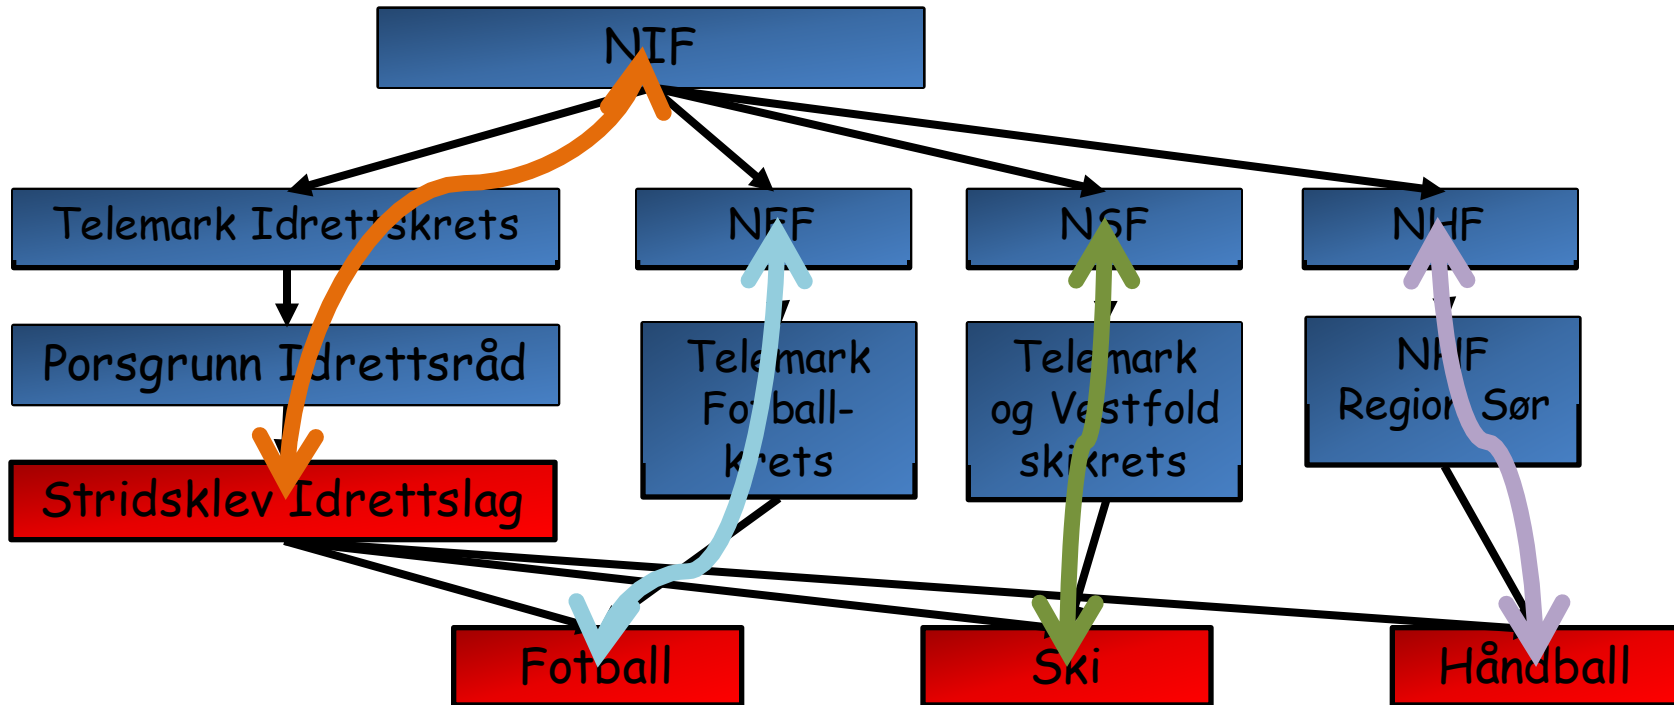 NIF
Telemark Idrettskrets
NFF
NSF
NHF
Porsgrunn Idrettsråd
Telemark
Fotball-
krets
Telemark
og Vestfold
skikrets
NHF
Region Sør
Stridsklev Idrettslag
Fotball
Ski
Håndball